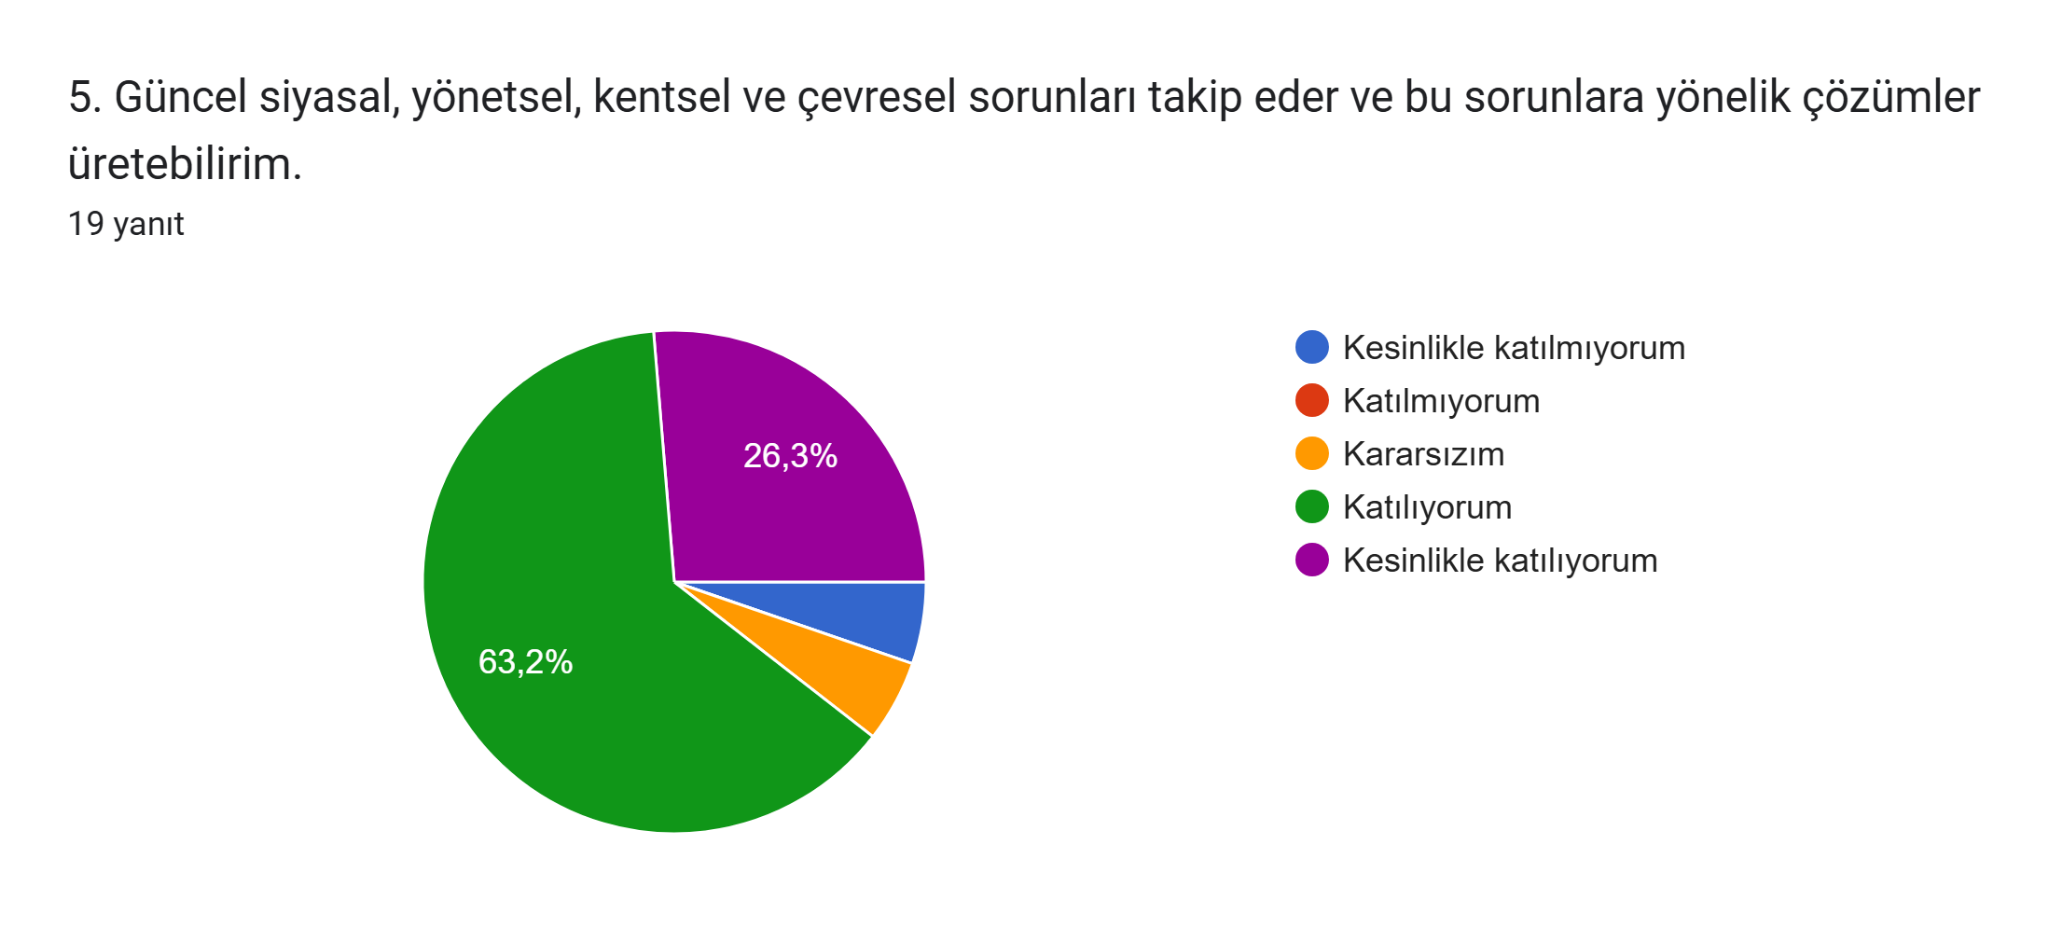 5. Güncel siyasal, yönetsel, kentsel ve çevresel sorunları takip eder ve bu sorunlara yönelik çözümler
üretebilirim.
19 yanıt
26,3%
63,2%
Kesinlikle katılmıyorum
Katılmıyorum
Kararsızım
Katılıyorum
Kesinlikle katılıyorum